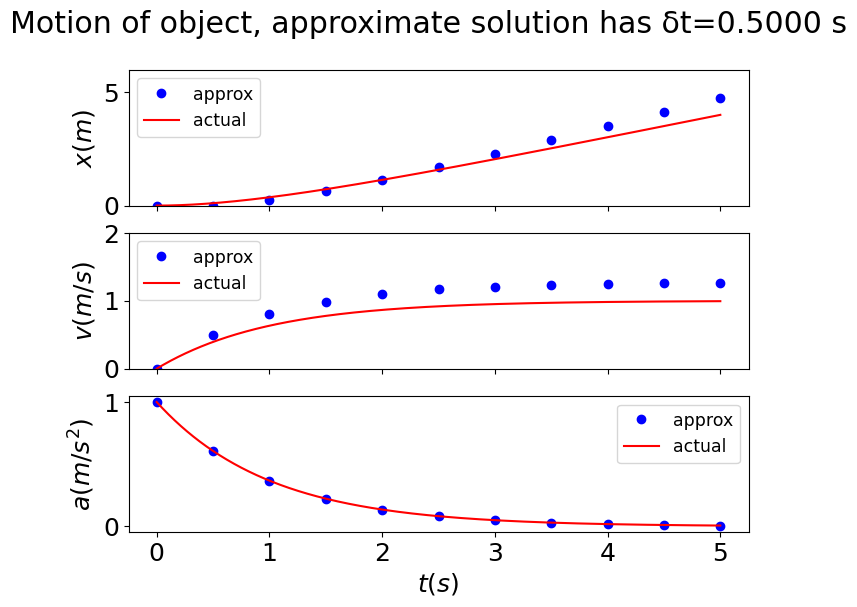 Motion of object, approximate solution has δt=0.5000 s
5
0
x(m)
approx
actual
2
1
0
v(m/s)
approx
actual
1
0
a(m/s²)
approx
actual
0 1 2 3 4 5
t(s)